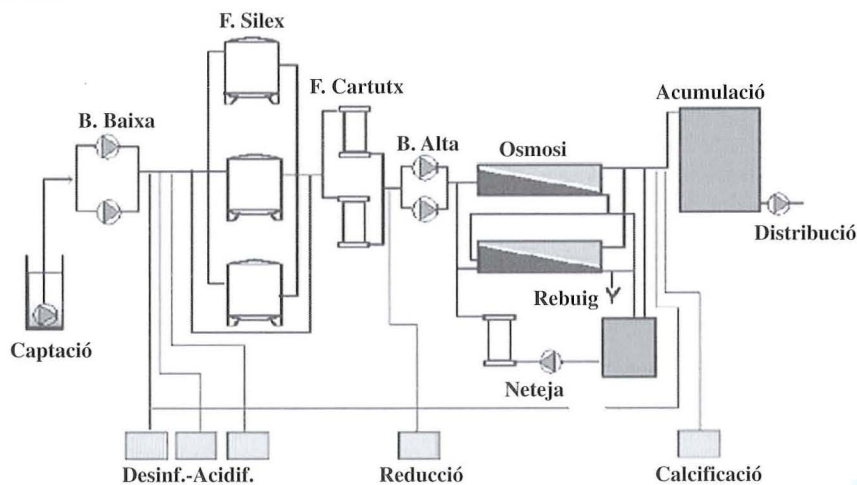 F. Silex
F. Cartutx
Acumulació
B. Baixa
B. Alta
Osmosi
Distribució
Rebuig
Captació
Neteja
Desinf.-Acidif.
Reducció
Calcificació